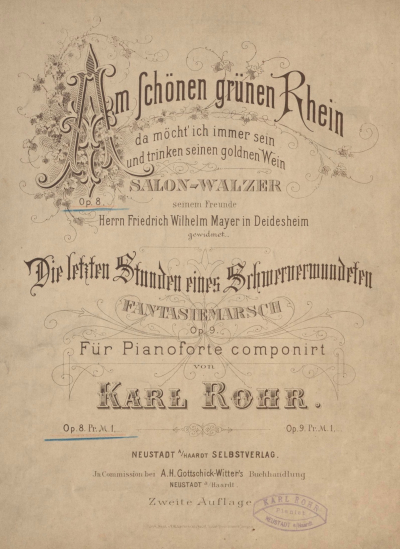 Am schönen grünen Rhein
da möcht' ich immer sein
und trinken seinen goldnen Wein
SALON-WALZER
Op. 8.
seinem Freunde
Herrn Friedrich Wilhelm Mayer in Deidesheim
gewidmet.
Die letzten Stunden eines Schwerverwundeten
FANTASIEMARSCH
Op. 9.
Für Pianoforte componirt
von
KARL ROHR.
Op. 8. Pr. M. 1.
Op. 9. Pr. M. 1.
NEUSTADT A/HAARDT SELBSTVERLAG.
In Commission bei A. H. Gottschick-Witter's Buchhandlung
NEUSTADT a/Haardt
Zweite Auflage
KARL ROHR